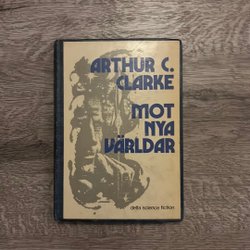 ARTHUR C.
CLARKE
MOT
NYA
VÄRLDAR
delta science fiction